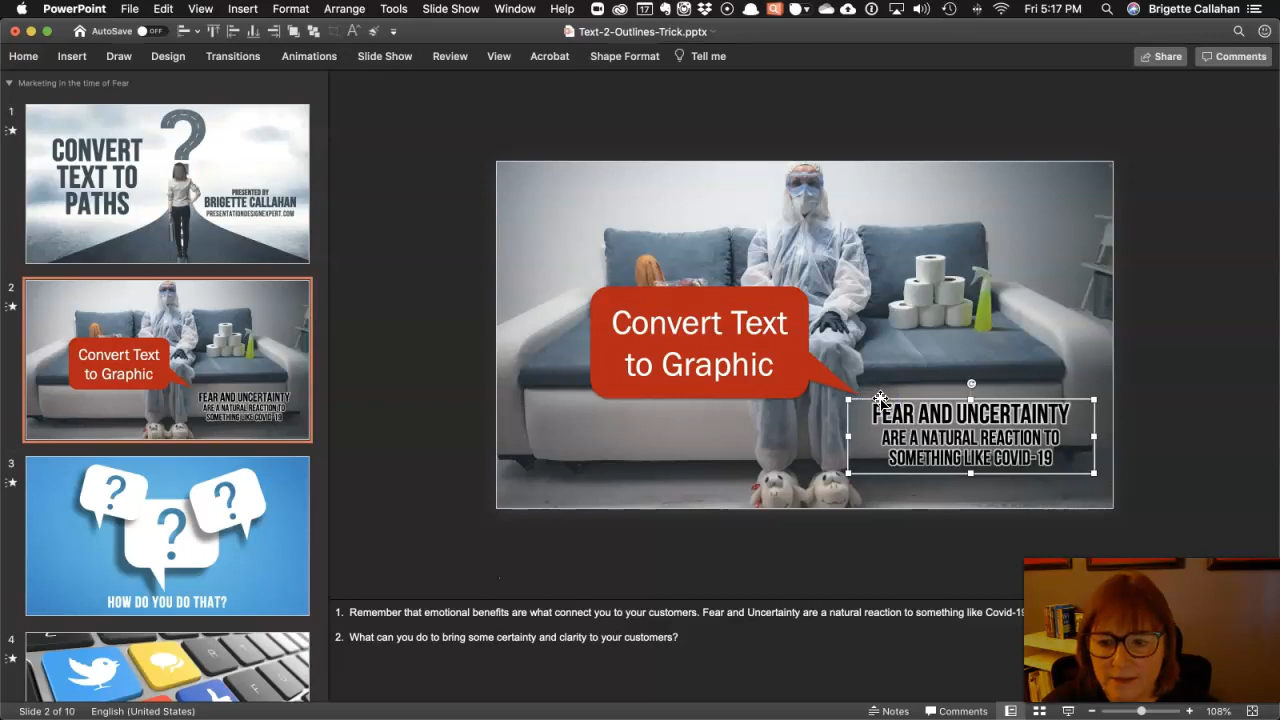 PowerPoint File Edit View Insert Format Arrange Tools Slide Show Window Help 17 Fri 5:17 PM Brigette Callahan
AutoSave OFF Text-2-Outlines-Trick.pptx
Home Insert Draw Design Transitions Animations Slide Show Review View Acrobat Shape Format Tell me Share Comments
Marketing in the time of Fear
1
CONVERT
TEXT TO
PATHS
?
PRESENTED BY
BRIGETTE CALLAHAN
PRESENTATIONDESIGNEXPERT.COM
2
Convert Text
to Graphic
FEAR AND UNCERTAINTY
ARE A NATURAL REACTION TO
SOMETHING LIKE COVID-19
3
? ? ?
HOW DO YOU DO THAT?
4
Convert Text
to Graphic
FEAR AND UNCERTAINTY
ARE A NATURAL REACTION TO
SOMETHING LIKE COVID-19
1. Remember that emotional benefits are what connect you to your customers. Fear and Uncertainty are a natural reaction to something like Covid-19
2. What can you do to bring some certainty and clarity to your customers?
Slide 2 of 10 English (United States) Notes Comments 108%